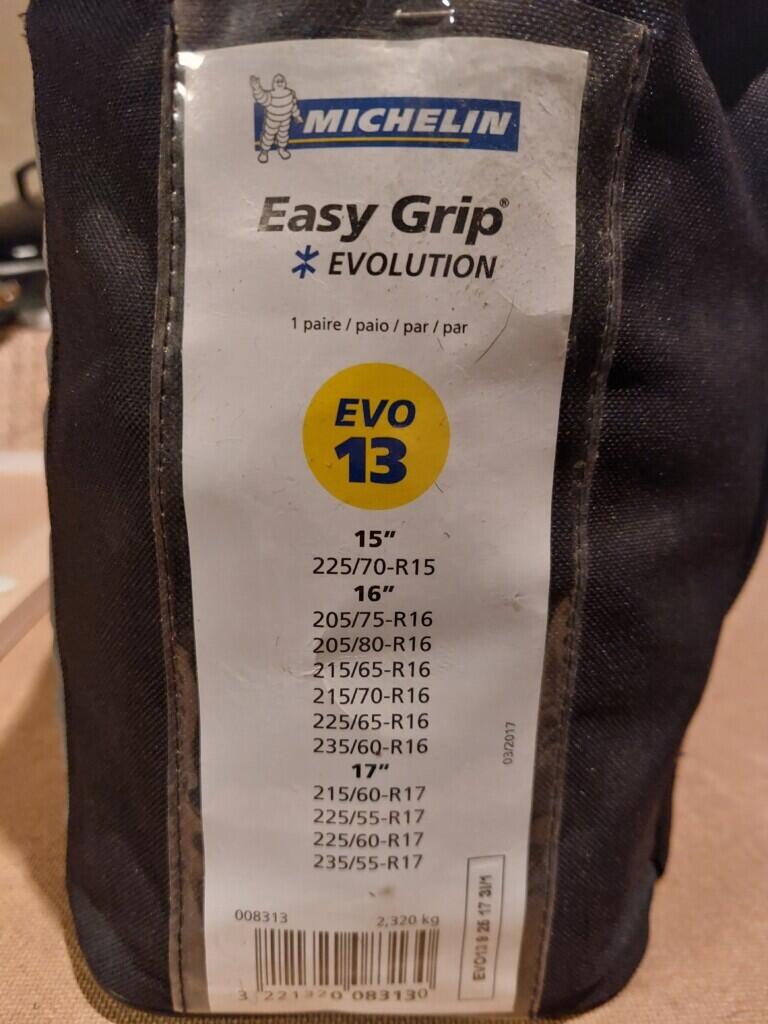 MICHELIN
Easy Grip®
* EVOLUTION
1 paire / paio / par / par
EVO
13
15"
225/70-R15
16"
205/75-R16
205/80-R16
215/65-R16
215/70-R16
225/65-R16
235/60-R16
17"
215/60-R17
225/55-R17
225/60-R17
235/55-R17
03/2017
008313
2,320 kg
3 221320 083130